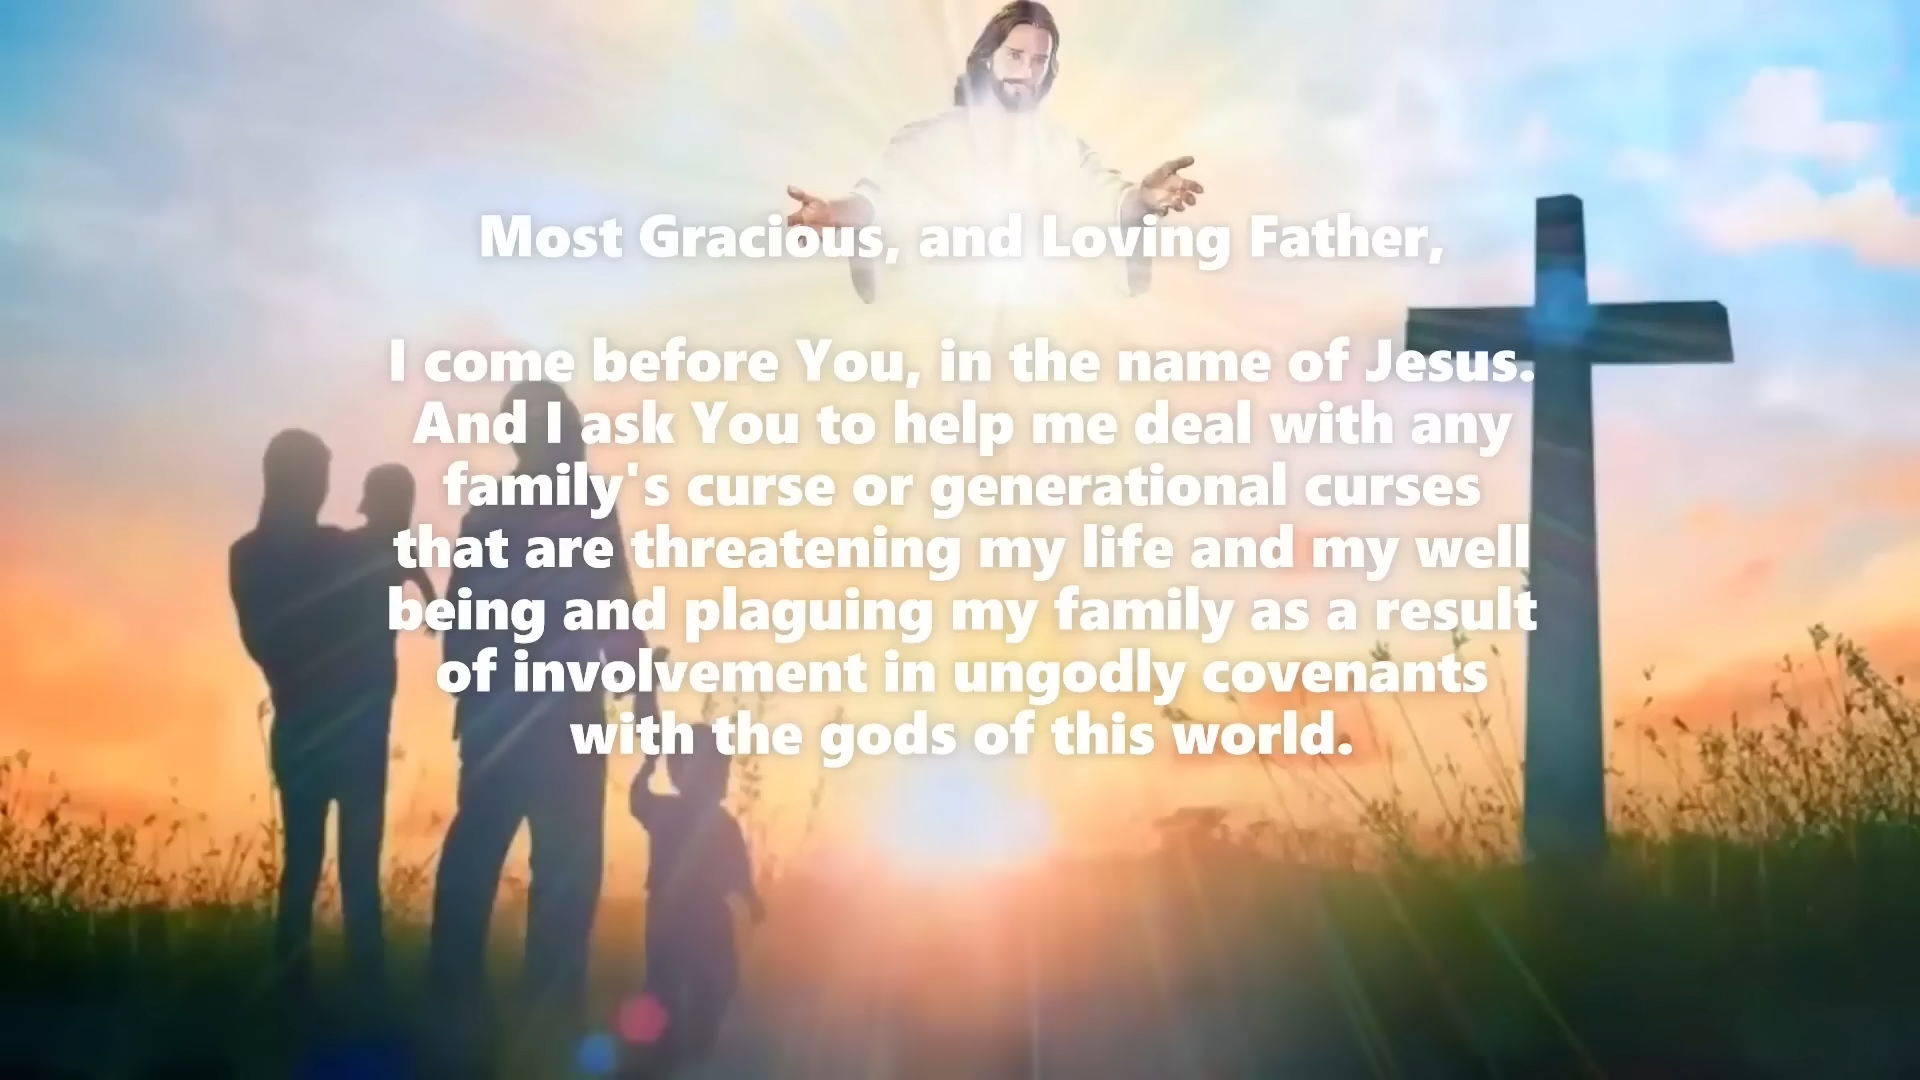 Most Gracious, and Loving Father,
I come before You, in the name of Jesus.
And I ask You to help me deal with any
family's curse or generational curses
that are threatening my life and my well
being and plaguing my family as a result
of involvement in ungodly covenants
with the gods of this world.